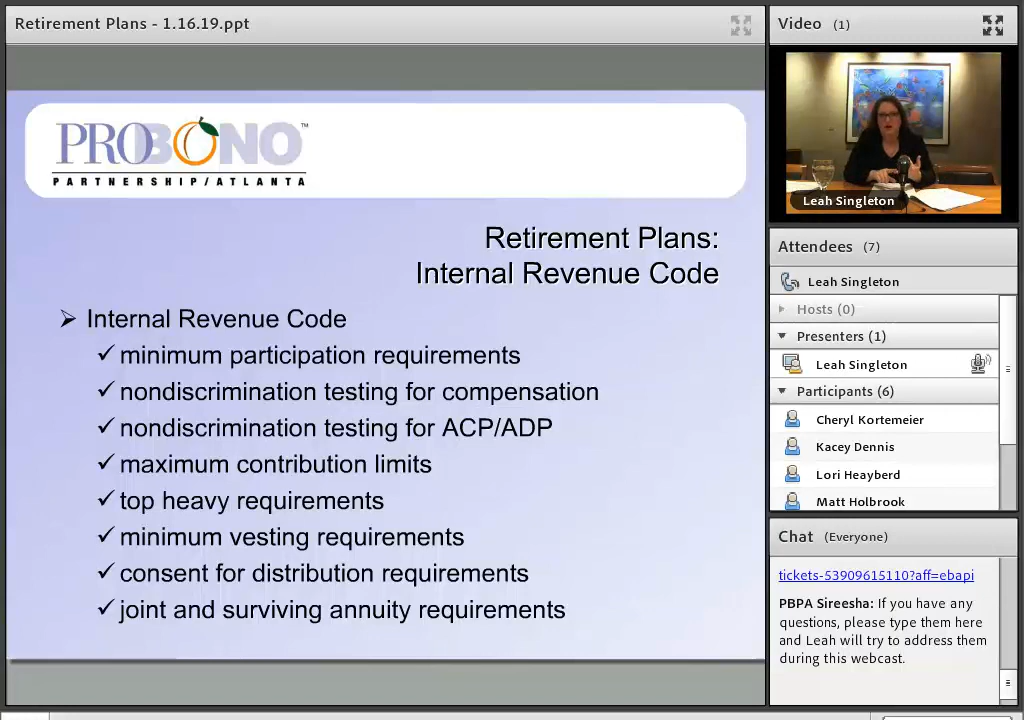 Retirement Plans - 1.16.19.ppt
PROBONO™
PARTNERSHIP/ATLANTA
Retirement Plans:
Internal Revenue Code
➢ Internal Revenue Code
✓ minimum participation requirements
✓ nondiscrimination testing for compensation
✓ nondiscrimination testing for ACP/ADP
✓ maximum contribution limits
✓ top heavy requirements
✓ minimum vesting requirements
✓ consent for distribution requirements
✓ joint and surviving annuity requirements
Video (1)
Leah Singleton
Attendees (7)
Leah Singleton
Hosts (0)
Presenters (1)
Leah Singleton
Participants (6)
Cheryl Kortemeier
Kacey Dennis
Lori Heayberd
Matt Holbrook
Chat (Everyone)
tickets-53909615110?aff=ebapi
PBPA Sireesha: If you have any
questions, please type them here
and Leah will try to address them
during this webcast.